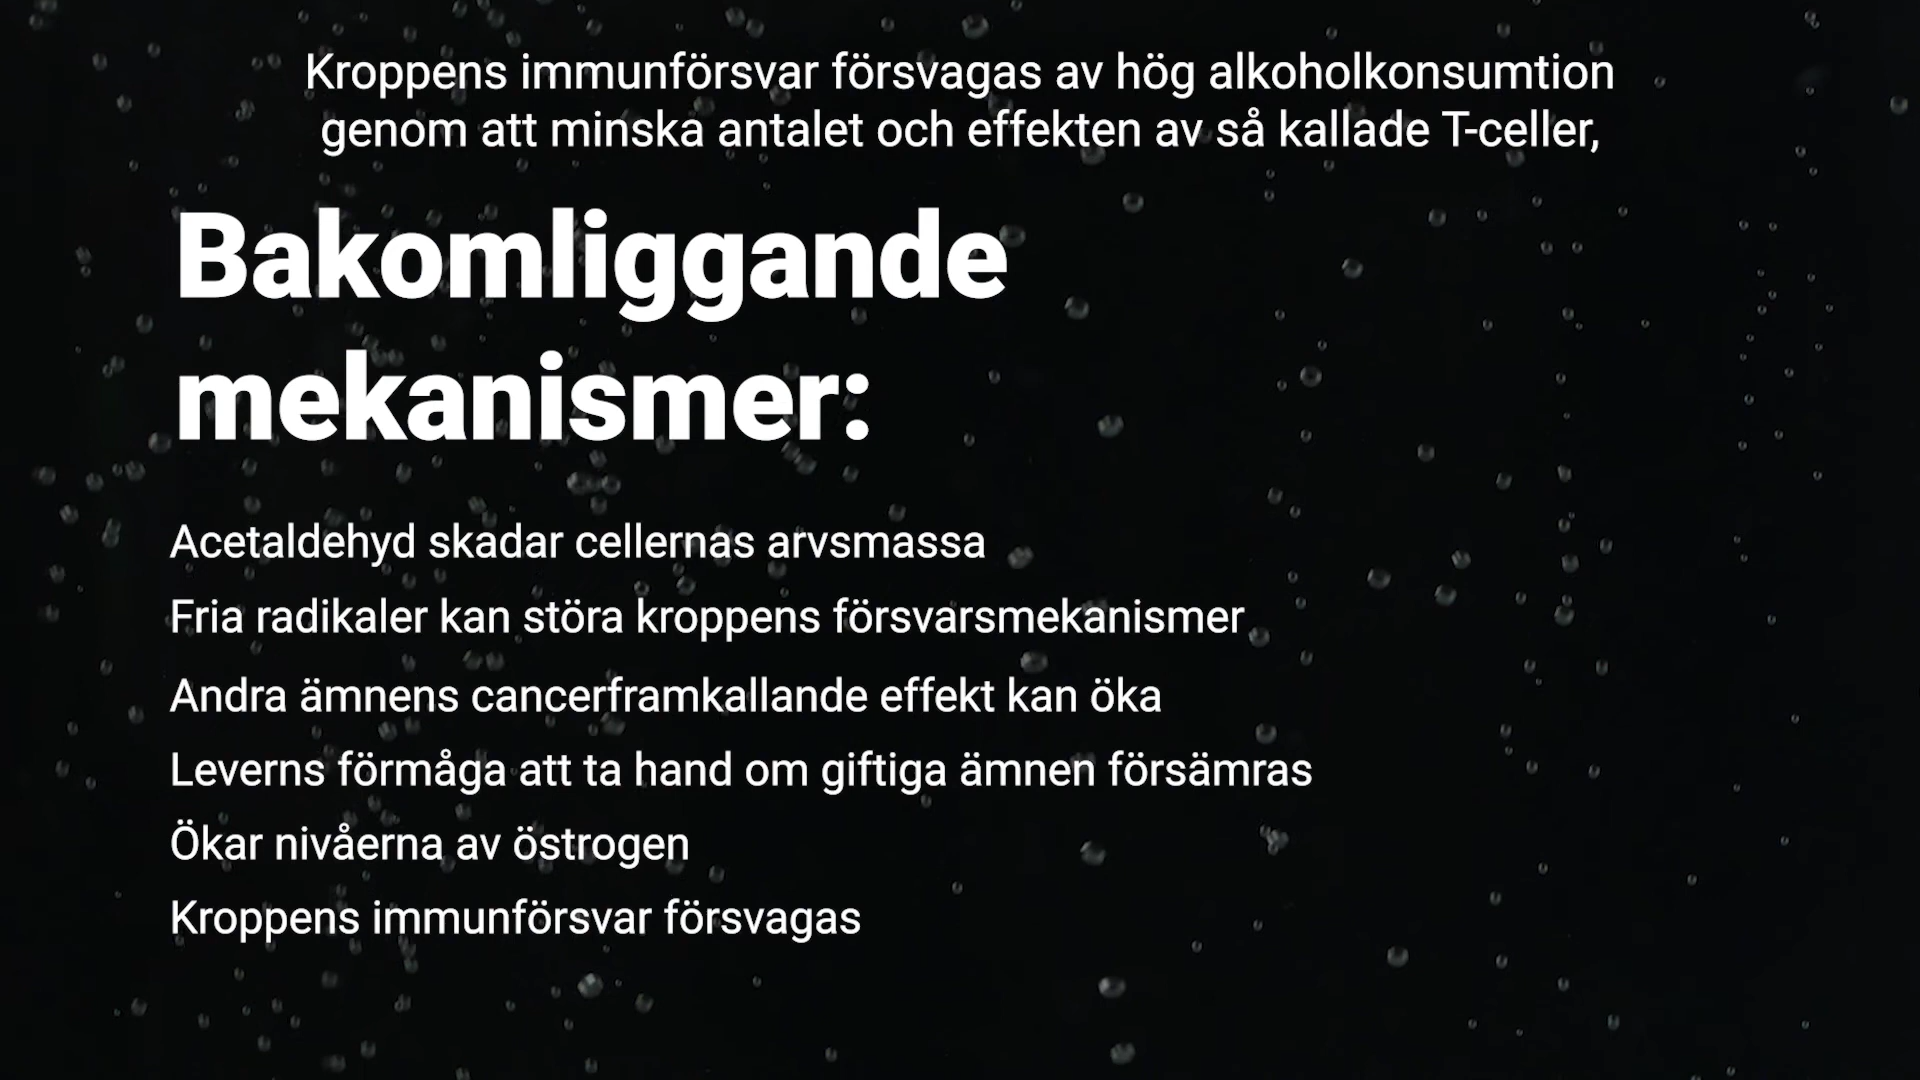 Kroppens immunförsvar försvagas av hög alkoholkonsumtion
genom att minska antalet och effekten av så kallade T-celler,
Bakomliggande
mekanismer:
Acetaldehyd skadar cellernas arvsmassa
Fria radikaler kan störa kroppens försvarsmekanismer
Andra ämnens cancerframkallande effekt kan öka
Leverns förmåga att ta hand om giftiga ämnen försämras
Ökar nivåerna av östrogen
Kroppens immunförsvar försvagas